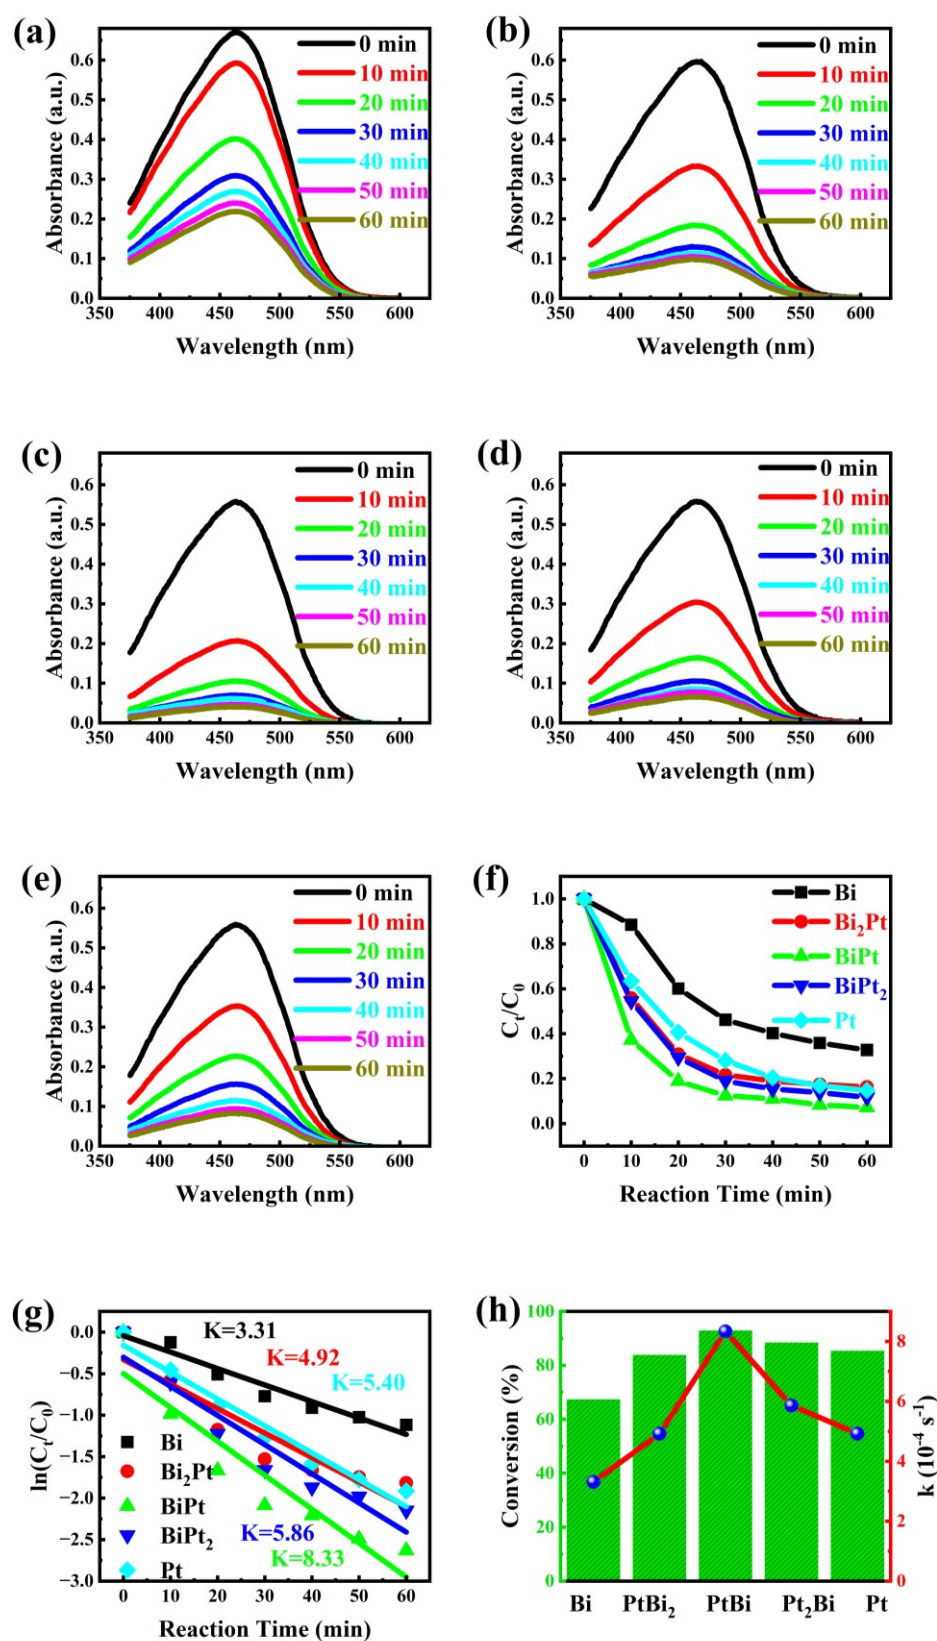 (a)
0 min
10 min
20 min
30 min
40 min
50 min
60 min
Absorbance (a.u.)
0.6
0.5
0.4
0.3
0.2
0.1
0.0
350 400 450 500 550 600
Wavelength (nm)
(b)
0 min
10 min
20 min
30 min
40 min
50 min
60 min
Absorbance (a.u.)
0.6
0.5
0.4
0.3
0.2
0.1
0.0
350 400 450 500 550 600
Wavelength (nm)
(c)
0 min
10 min
20 min
30 min
40 min
50 min
60 min
Absorbance (a.u.)
0.6
0.5
0.4
0.3
0.2
0.1
0.0
350 400 450 500 550 600
Wavelength (nm)
(d)
0 min
10 min
20 min
30 min
40 min
50 min
60 min
Absorbance (a.u.)
0.6
0.5
0.4
0.3
0.2
0.1
0.0
350 400 450 500 550 600
Wavelength (nm)
(e)
0 min
10 min
20 min
30 min
40 min
50 min
60 min
Absorbance (a.u.)
0.6
0.5
0.4
0.3
0.2
0.1
0.0
350 400 450 500 550 600
Wavelength (nm)
(f)
Bi
Bi₂Pt
BiPt
BiPt₂
Pt
Cₜ/C₀
1.0
0.8
0.6
0.4
0.2
0.0
0 10 20 30 40 50 60
Reaction Time (min)
(g)
K=3.31
K=4.92
K=5.40
K=5.86
K=8.33
Bi
Bi₂Pt
BiPt
BiPt₂
Pt
ln(Cₜ/C₀)
0.0
−0.5
−1.0
−1.5
−2.0
−2.5
−3.0
0 10 20 30 40 50 60
Reaction Time (min)
(h)
Conversion (%)
100
80
60
40
20
0
k (10⁻⁴ s⁻¹)
8
6
4
2
0
Bi PtBi₂ PtBi Pt₂Bi Pt